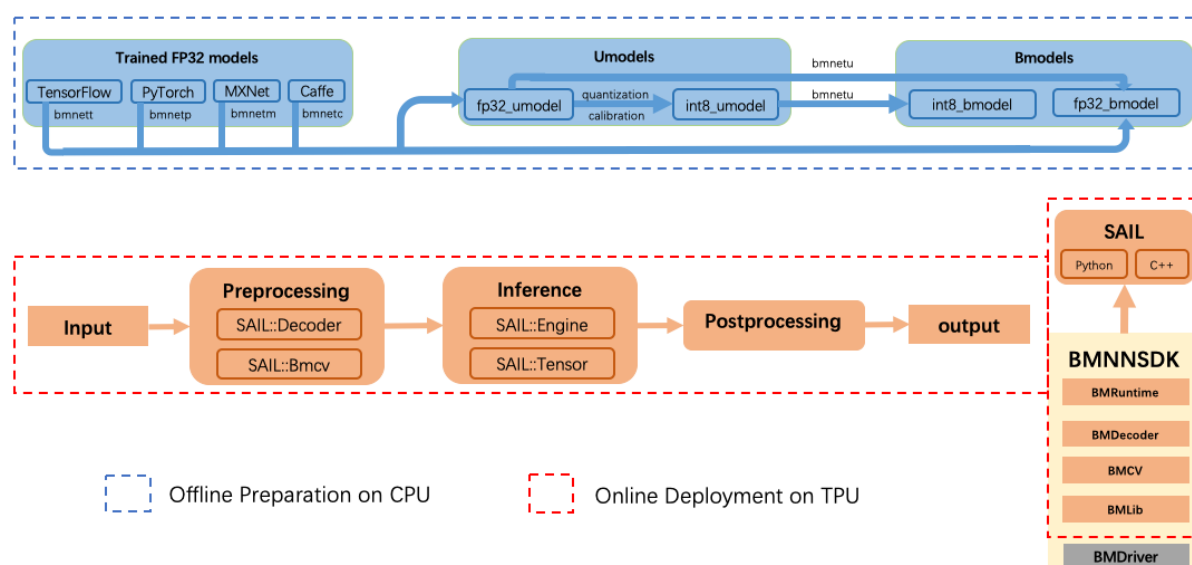 Trained FP32 models
TensorFlow
PyTorch
MXNet
Caffe
bmnett
bmnetp
bmnetm
bmnetc
Umodels
fp32_umodel
quantization
calibration
int8_umodel
bmnetu
bmnetu
Bmodels
int8_bmodel
fp32_bmodel
SAIL
Python
C++
Input
Preprocessing
SAIL::Decoder
SAIL::Bmcv
Inference
SAIL::Engine
SAIL::Tensor
Postprocessing
output
BMNNSDK
BMRuntime
BMDecoder
BMCV
BMLib
BMDriver
Offline Preparation on CPU
Online Deployment on TPU